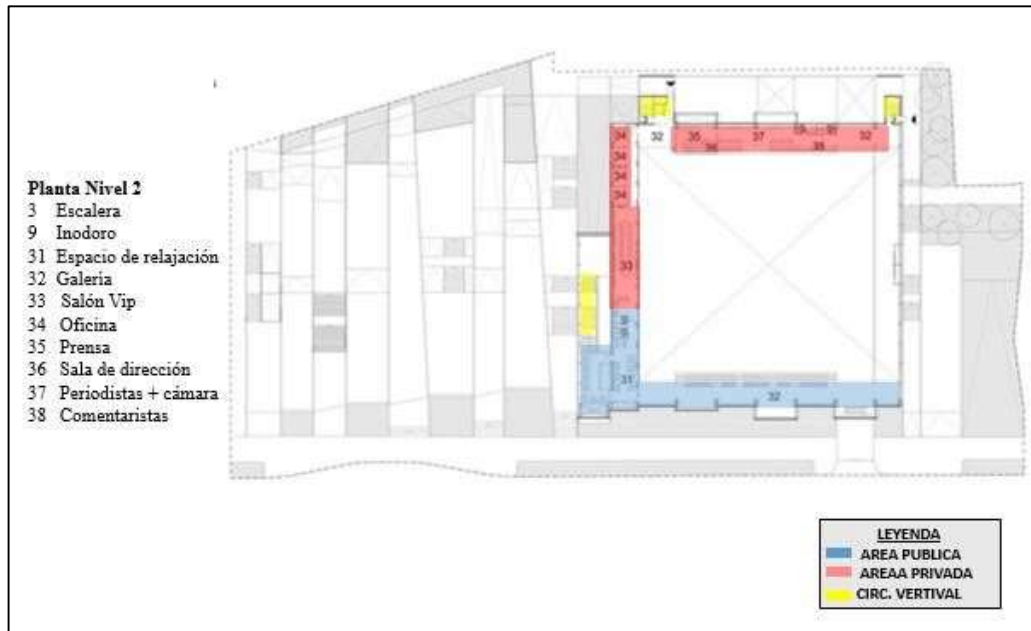 Planta Nivel 2
3 Escalera
9 Inodoro
31 Espacio de relajación
32 Galería
33 Salón Vip
34 Oficina
35 Prensa
36 Sala de dirección
37 Periodistas + cámara
38 Comentaristas
34
34
34
34
32
35
36
37
38
32
33
31
32
LEYENDA
AREA PUBLICA
AREAA PRIVADA
CIRC. VERTIVAL